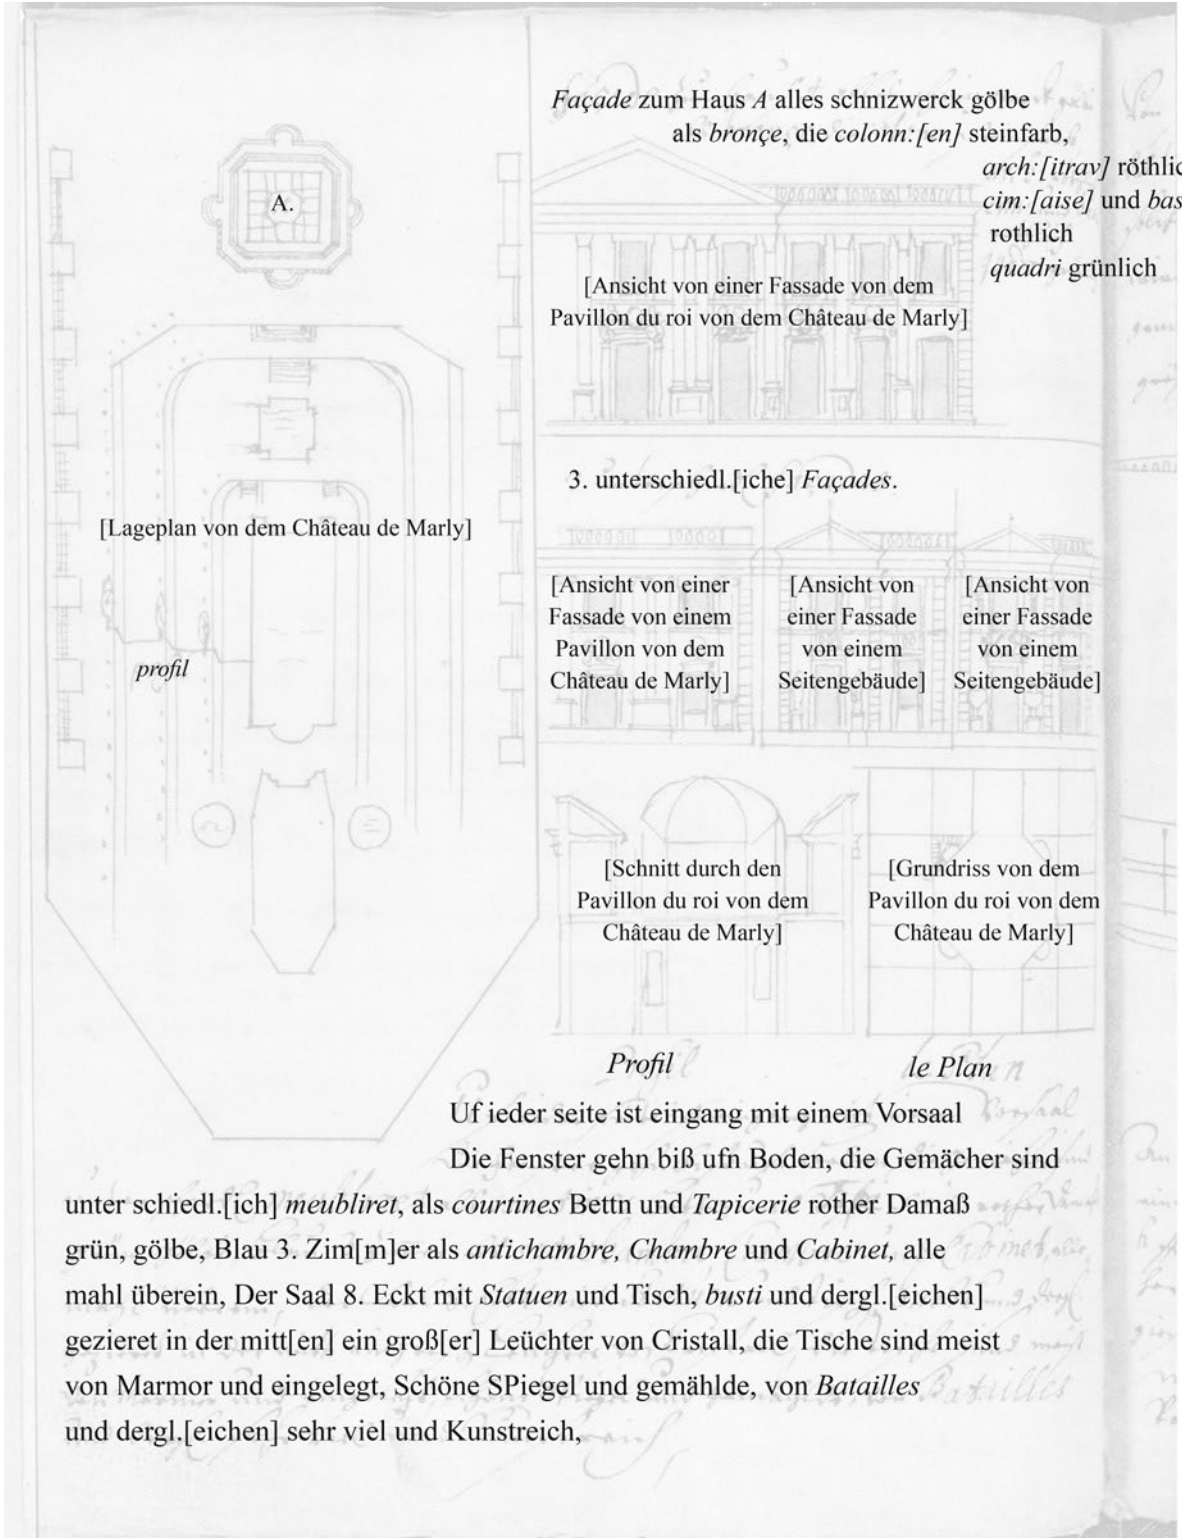 Façade zum Haus A alles schnizwerck gölbe
als bronçe, die colonn:[en] steinfarb,
arch:[itrav] röthlic
cim:[aise] und bas
rothlich
quadri grünlich
A.
[Ansicht von einer Fassade von dem
Pavillon du roi von dem Château de Marly]
3. unterschiedl.[iche] Façades.
[Lageplan von dem Château de Marly]
profil
[Ansicht von einer
Fassade von einem
Pavillon von dem
Château de Marly]
[Ansicht von
einer Fassade
von einem
Seitengebäude]
[Ansicht von
einer Fassade
von einem
Seitengebäude]
[Schnitt durch den
Pavillon du roi von dem
Château de Marly]
[Grundriss von dem
Pavillon du roi von dem
Château de Marly]
Profil
le Plan
Uf ieder seite ist eingang mit einem Vorsaal
Die Fenster gehn biß ufn Boden, die Gemächer sind
unter schiedl.[ich] meubliret, als courtines Bettn und Tapicerie rother Damaß
grün, gölbe, Blau 3. Zim[m]er als antichambre, Chambre und Cabinet, alle
mahl überein, Der Saal 8. Eckt mit Statuen und Tisch, busti und dergl.[eichen]
gezieret in der mitt[en] ein groß[er] Leüchter von Cristall, die Tische sind meist
von Marmor und eingelegt, Schöne SPiegel und gemählde, von Batailles
und dergl.[eichen] sehr viel und Kunstreich,